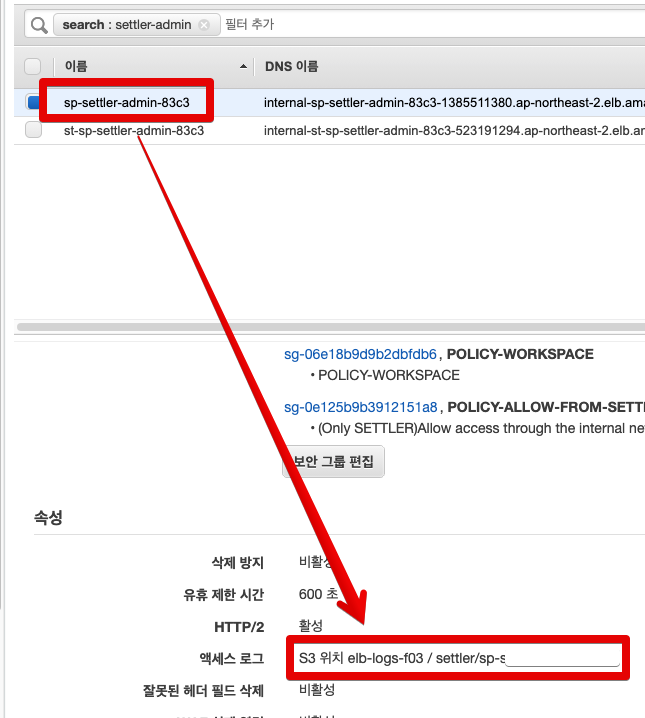 search : settler-admin 필터 추가
이름 DNS 이름
sp-settler-admin-83c3 internal-sp-settler-admin-83c3-1385511380.ap-northeast-2.elb.ama
st-sp-settler-admin-83c3 internal-st-sp-settler-admin-83c3-523191294.ap-northeast-2.elb.am
sg-06e18b9d9b2dbfdb6, POLICY-WORKSPACE
• POLICY-WORKSPACE
sg-0e125b9b3912151a8, POLICY-ALLOW-FROM-SETTL
• (Only SETTLER)Allow access through the internal ne
보안 그룹 편집
속성
삭제 방지 비활성
유휴 제한 시간 600 초
HTTP/2 활성
액세스 로그 S3 위치 elb-logs-f03 / settler/sp-s
잘못된 헤더 필드 삭제 비활성